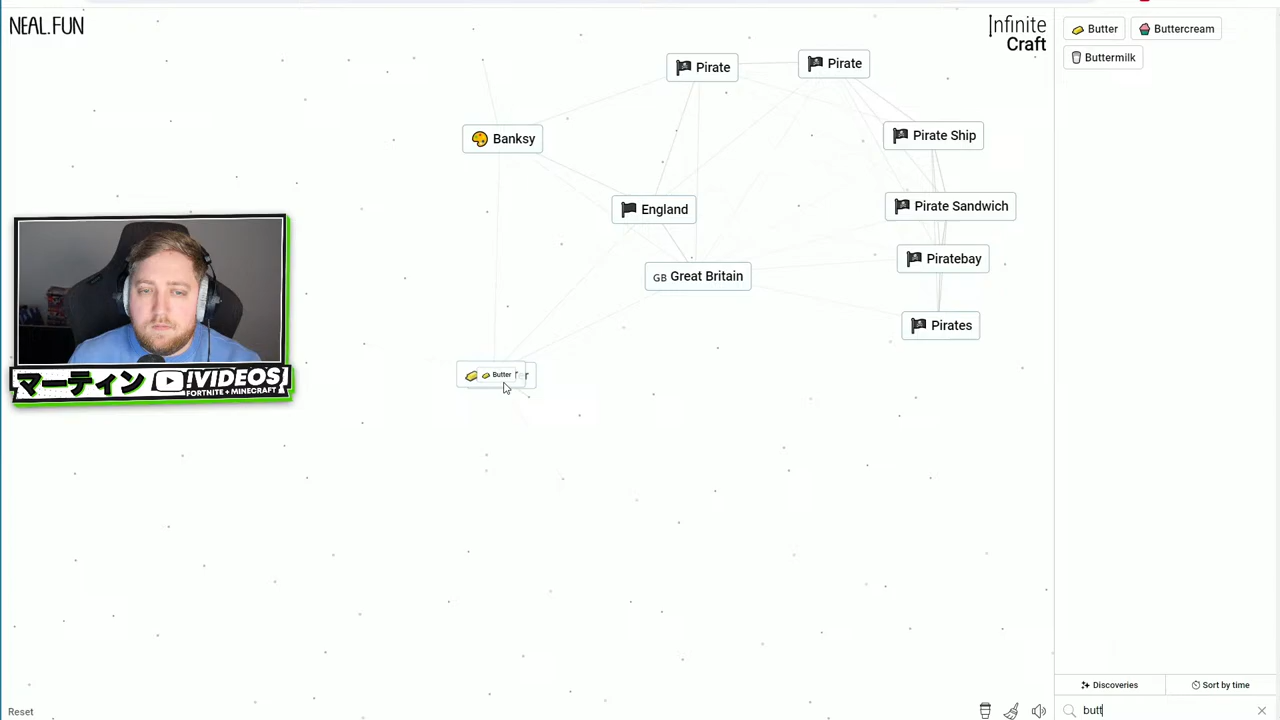 NEAL.FUN
Infinite
Craft
Butter
Buttercream
Buttermilk
Pirate
Pirate
Banksy
Pirate Ship
England
Pirate Sandwich
Piratebay
GB Great Britain
Pirates
Butter
マーティン
!VIDEOS
FORTNITE + MINECRAFT
Discoveries
Sort by time
Reset
butt